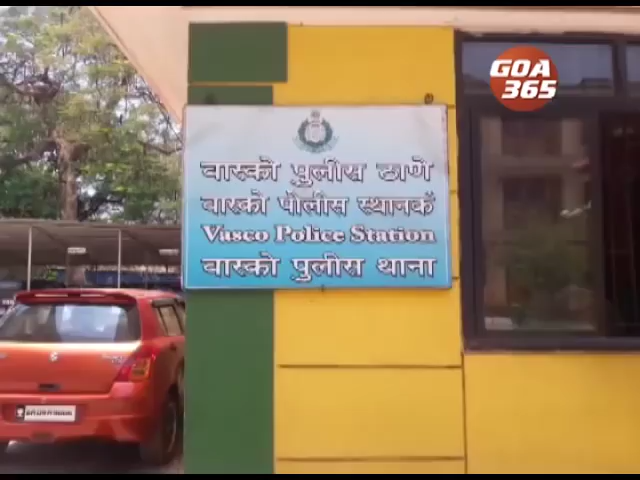 GOA
365
वास्को पुलीस ठाणे
वास्को पोलीस स्थानक
Vasco Police Station
वास्को पुलीस थाना